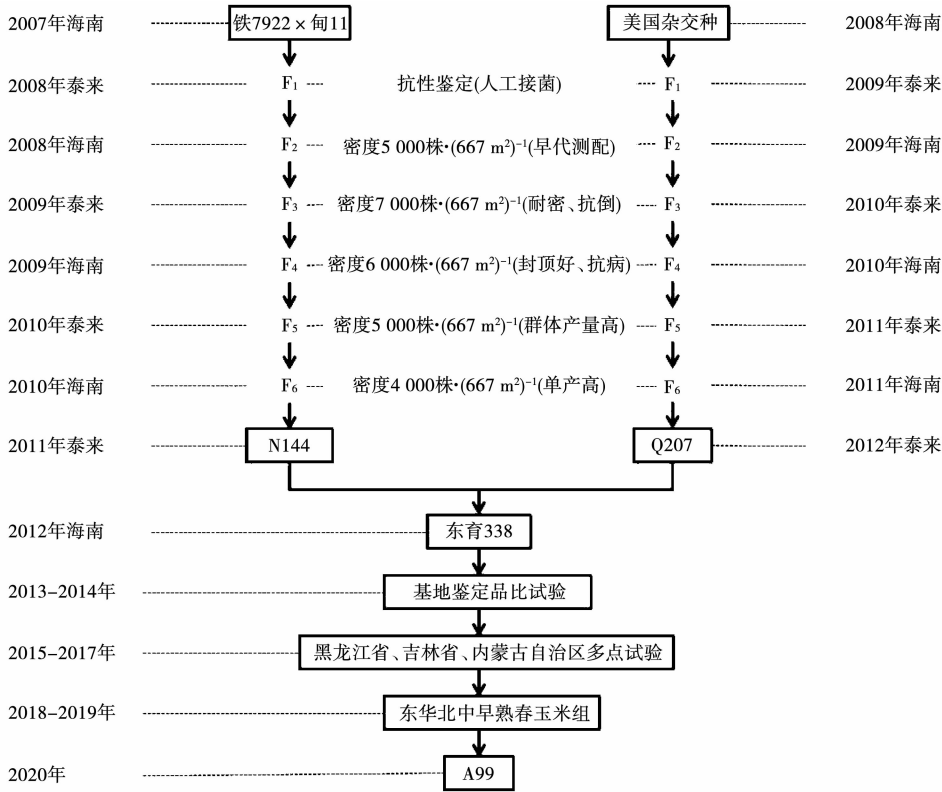 2007年海南 铁7922×甸11 美国杂交种 2008年海南
2008年泰来 F₁ 抗性鉴定(人工接菌) F₁ 2009年泰来
2008年海南 F₂ 密度5 000株·(667 m²)⁻¹(早代测配) F₂ 2009年海南
2009年泰来 F₃ 密度7 000株·(667 m²)⁻¹(耐密、抗倒) F₃ 2010年泰来
2009年海南 F₄ 密度6 000株·(667 m²)⁻¹(封顶好、抗病) F₄ 2010年海南
2010年泰来 F₅ 密度5 000株·(667 m²)⁻¹(群体产量高) F₅ 2011年泰来
2010年海南 F₆ 密度4 000株·(667 m²)⁻¹(单产高) F₆ 2011年海南
2011年泰来 N144 Q207 2012年泰来
2012年海南 东育338
2013-2014年 基地鉴定品比试验
2015-2017年 黑龙江省、吉林省、内蒙古自治区多点试验
2018-2019年 东华北中早熟春玉米组
2020年 A99